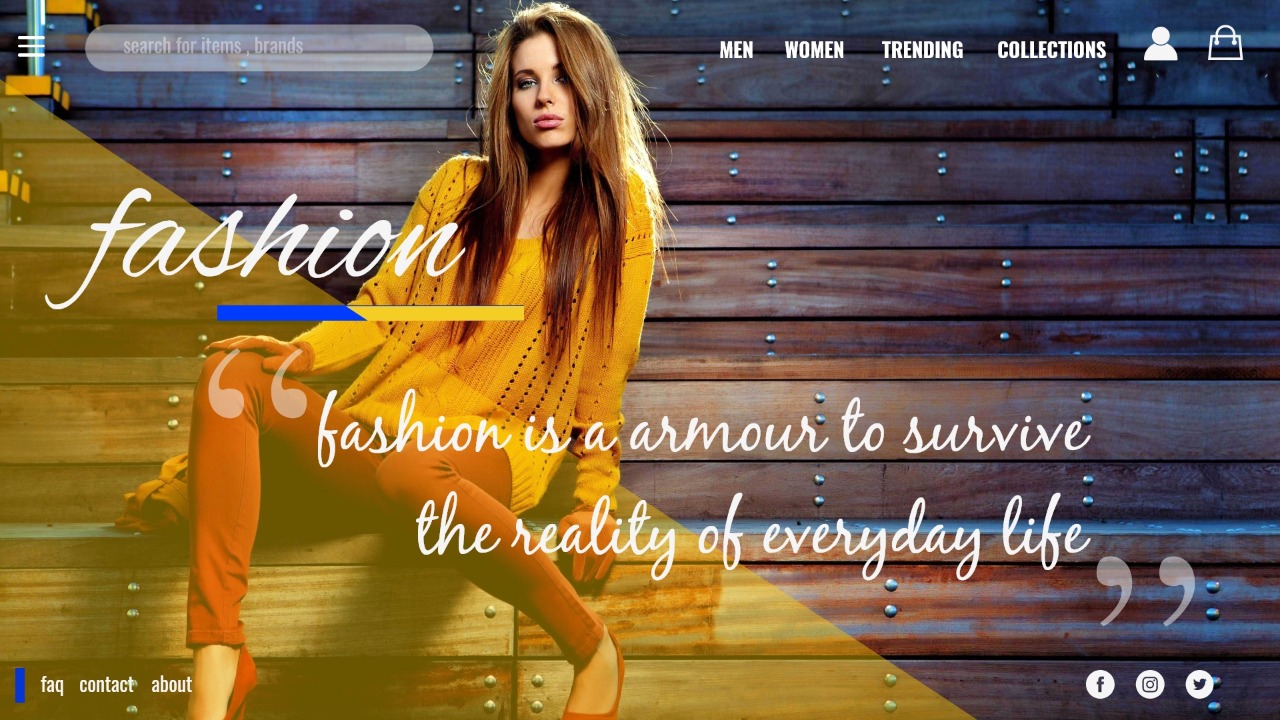 search for items , brands
MEN WOMEN TRENDING COLLECTIONS
fashion
“fashion is a armour to survive
the reality of everyday life”
faq contact about